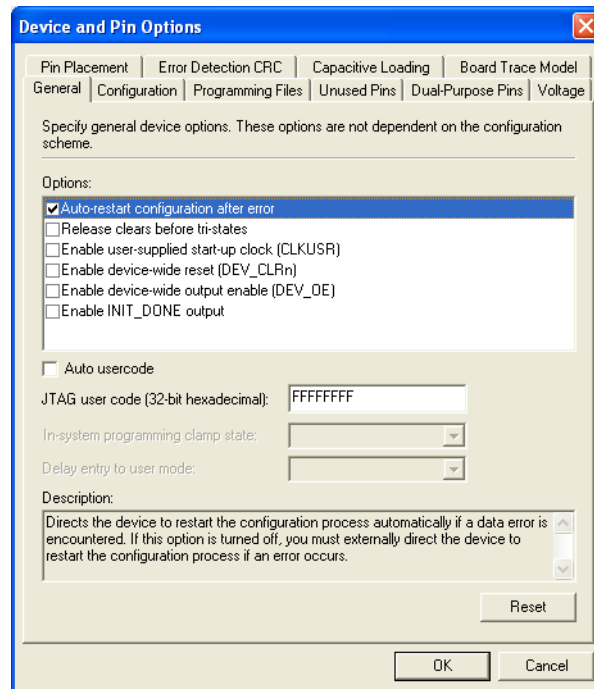 Device and Pin Options
Pin Placement
Error Detection CRC
Capacitive Loading
Board Trace Model
General
Configuration
Programming Files
Unused Pins
Dual-Purpose Pins
Voltage
Specify general device options. These options are not dependent on the configuration
scheme.
Options:
Auto-restart configuration after error
Release clears before tri-states
Enable user-supplied start-up clock (CLKUSR)
Enable device-wide reset (DEV_CLRn)
Enable device-wide output enable (DEV_OE)
Enable INIT_DONE output
Auto usercode
JTAG user code (32-bit hexadecimal):
FFFFFFFF
In-system programming clamp state:
Delay entry to user mode:
Description:
Directs the device to restart the configuration process automatically if a data error is
encountered. If this option is turned off, you must externally direct the device to
restart the configuration process if an error occurs.
Reset
OK
Cancel